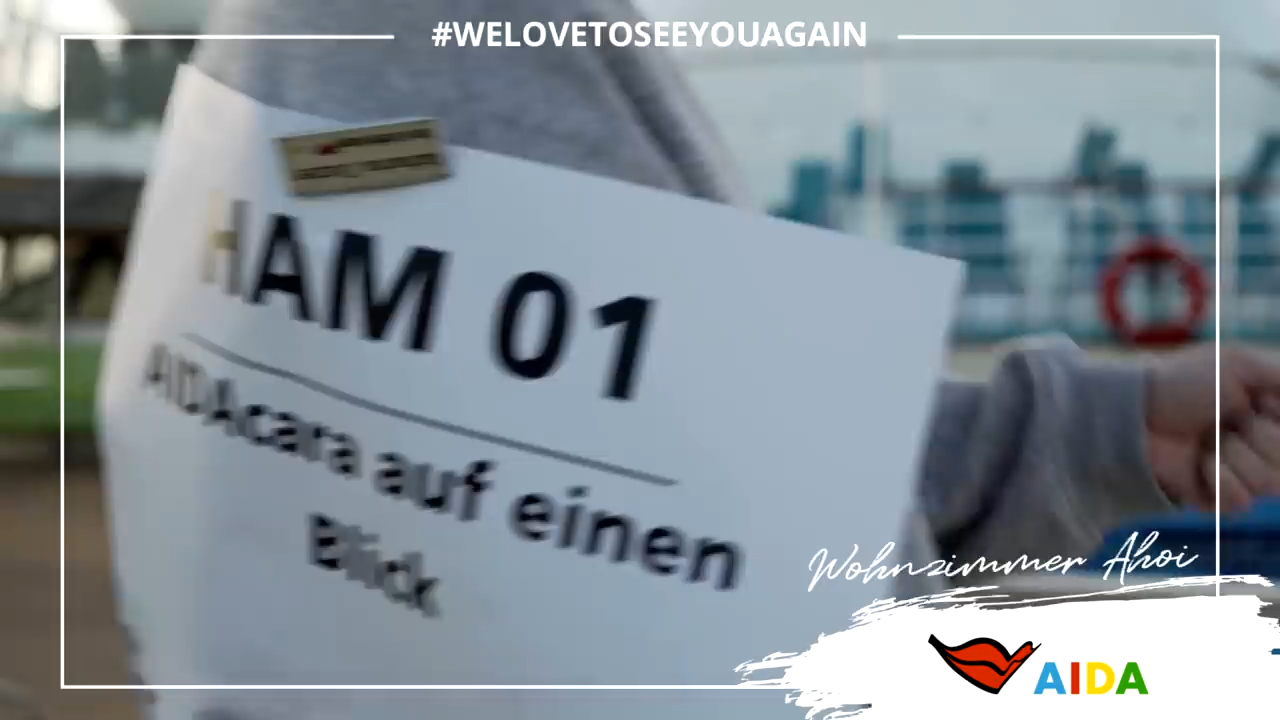 #WELOVETOSEEYOUAGAIN
HAM 01
AIDAcara auf einen
Blick
Wohnzimmer Ahoi
AIDA